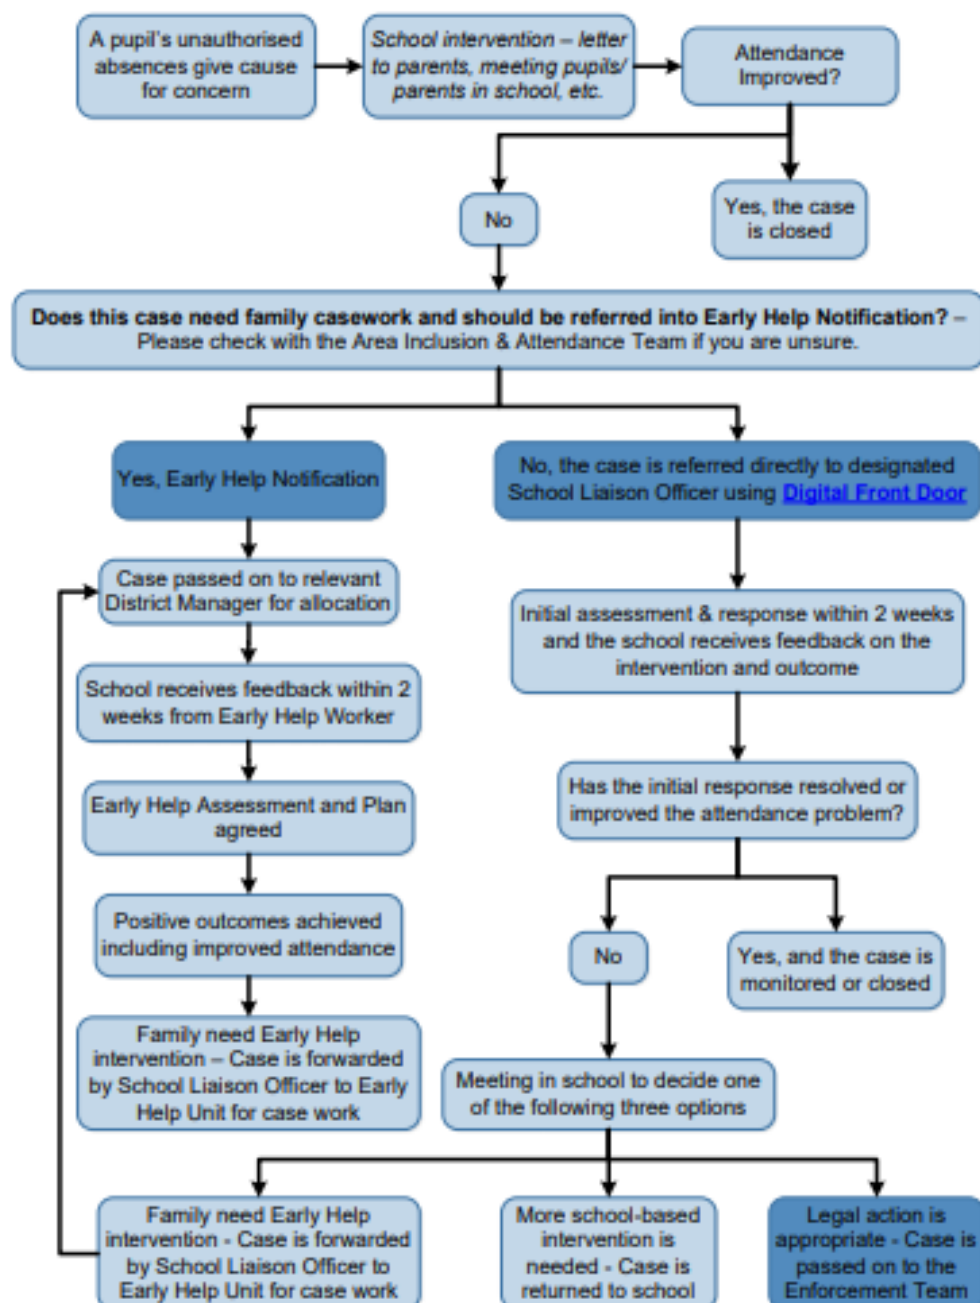 A pupil's unauthorised
absences give cause
for concern
School intervention – letter
to parents, meeting pupils/
parents in school, etc.
Attendance
Improved?
No
Yes, the case
is closed
Does this case need family casework and should be referred into Early Help Notification? –
Please check with the Area Inclusion & Attendance Team if you are unsure.
Yes, Early Help Notification
No, the case is referred directly to designated
School Liaison Officer using Digital Front Door
Case passed on to relevant
District Manager for allocation
School receives feedback within 2
weeks from Early Help Worker
Early Help Assessment and Plan
agreed
Positive outcomes achieved
including improved attendance
Family need Early Help
intervention – Case is forwarded
by School Liaison Officer to Early
Help Unit for case work
Initial assessment & response within 2 weeks
and the school receives feedback on the
intervention and outcome
Has the initial response resolved or
improved the attendance problem?
No
Yes, and the case is
monitored or closed
Meeting in school to decide one
of the following three options
Family need Early Help
intervention - Case is forwarded
by School Liaison Officer to
Early Help Unit for case work
More school-based
intervention is
needed - Case is
returned to school
Legal action is
appropriate - Case is
passed on to the
Enforcement Team